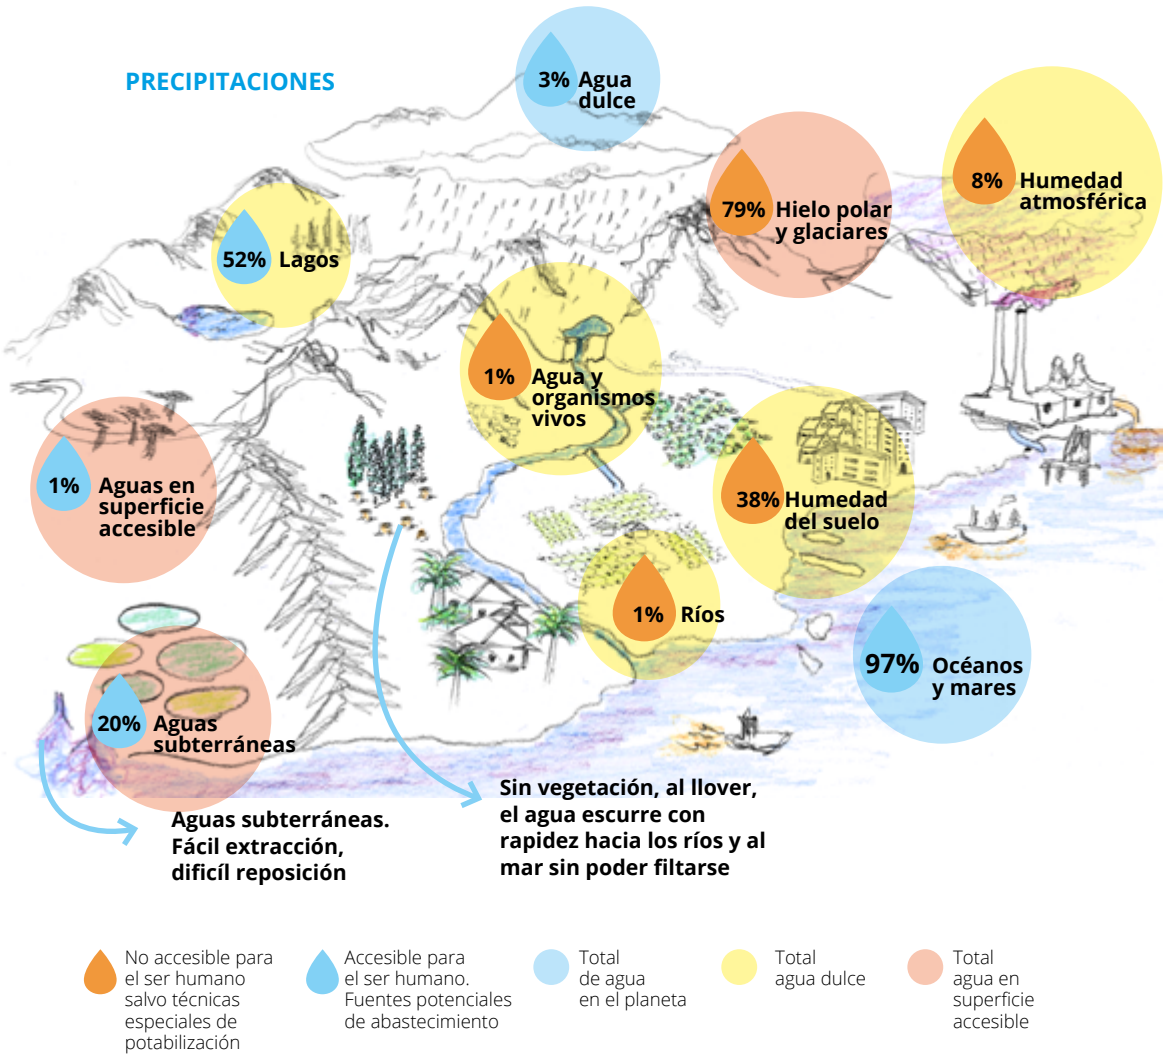 PRECIPITACIONES
3% Agua
dulce
79% Hielo polar
y glaciares
8% Humedad
atmosférica
52% Lagos
1% Agua y
organismos
vivos
1% Aguas en
superficie
accesible
38% Humedad
del suelo
1% Ríos
97% Océanos
y mares
20% Aguas
subterráneas
Aguas subterráneas.
Fácil extracción,
dificíl reposición
Sin vegetación, al llover,
el agua escurre con
rapidez hacia los ríos y al
mar sin poder filtarse
No accesible para
el ser humano
salvo técnicas
especiales de
potabilización
Accesible para
el ser humano.
Fuentes potenciales
de abastecimiento
Total
de agua
en el planeta
Total
agua dulce
Total
agua en
superficie
accesible